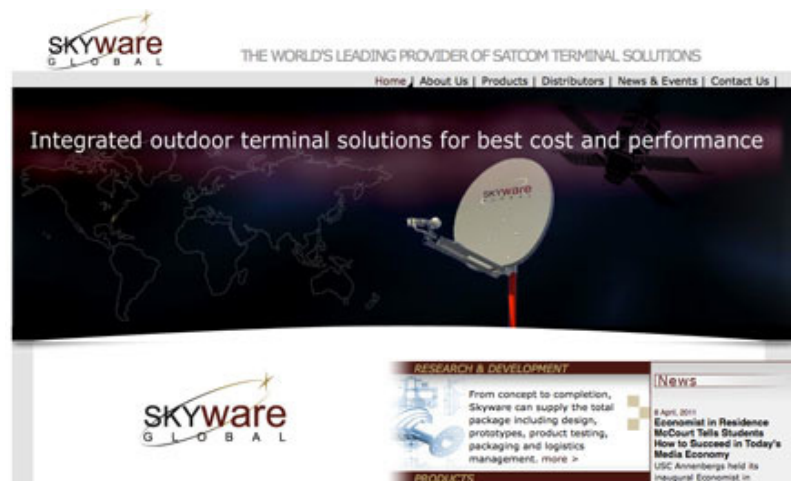 SKYware
GLOBAL
THE WORLD'S LEADING PROVIDER OF SATCOM TERMINAL SOLUTIONS
Home | About Us | Products | Distributors | News & Events | Contact Us |
Integrated outdoor terminal solutions for best cost and performance
SKYware
GLOBAL
SKYware
GLOBAL
RESEARCH & DEVELOPMENT
From concept to completion,
Skyware can supply the total
package including design,
prototypes, product testing,
packaging and logistics
management. more >
PRODUCTS
News
8 April, 2011
Economist in Residence
McCourt Tells Students
How to Succeed in Today's
Media Economy
USC Annenbergs held its
inaugural Economist in